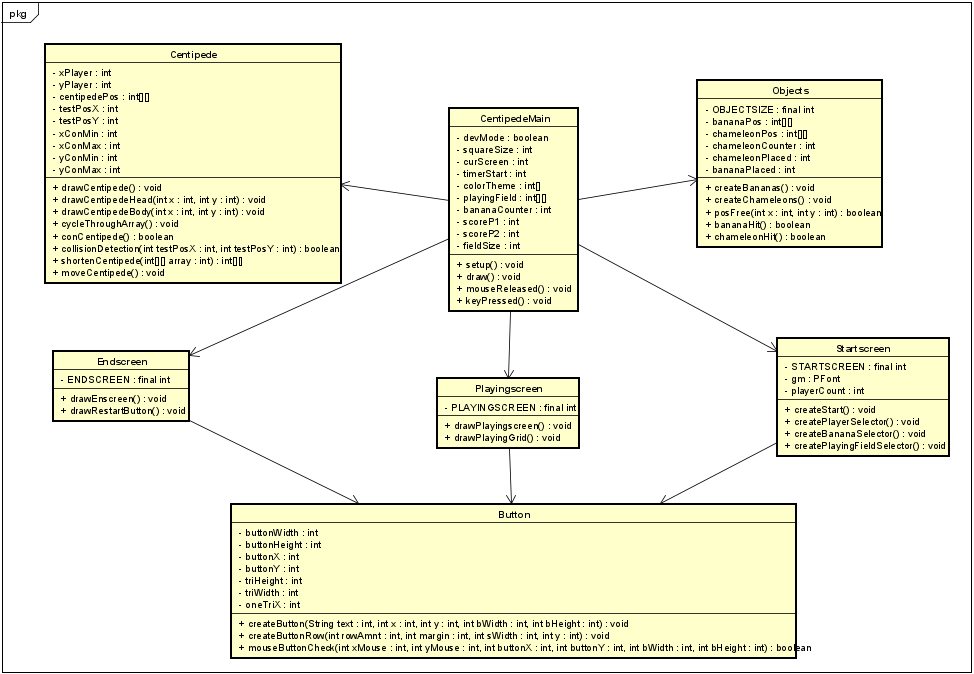 pkg
Centipede
- xPlayer : int
- yPlayer : int
- centipedePos : int[][]
- testPosX : int
- testPosY : int
- xConMin : int
- xConMax : int
- yConMin : int
- yConMax : int
+ drawCentipede() : void
+ drawCentipedeHead(int x : int, int y : int) : void
+ drawCentipedeBody(int x : int, int y : int) : void
+ cycleThroughArray() : void
+ conCentipede() : boolean
+ collisionDetection(int testPosX : int, int testPosY : int) : boolean
+ shortenCentipede(int[][] array : int) : int[][]
+ moveCentipede() : void
CentipedeMain
- devMode : boolean
- squareSize : int
- curScreen : int
- timerStart : int
- colorTheme : int[]
- playingField : int[][]
- bananaCounter : int
- scoreP1 : int
- scoreP2 : int
- fieldSize : int
+ setup() : void
+ draw() : void
+ mouseReleased() : void
+ keyPressed() : void
Objects
- OBJECTSIZE : final int
- bananaPos : int[][]
- chameleonPos : int[][]
- chameleonCounter : int
- chameleonPlaced : int
- bananaPlaced : int
+ createBananas() : void
+ createChameleons() : void
+ posFree(int x : int, int y : int) : boolean
+ bananaHit() : boolean
+ chameleonHit() : boolean
Endscreen
- ENDSCREEN : final int
+ drawEnscreen() : void
+ drawRestartButton() : void
Playingscreen
- PLAYINGSCREEN : final int
+ drawPlayingscreen() : void
+ drawPlayingGrid() : void
Startscreen
- STARTSCREEN : final int
- gm : PFont
- playerCount : int
+ createStart() : void
+ createPlayerSelector() : void
+ createBananaSelector() : void
+ createPlayingFieldSelector() : void
Button
- buttonWidth : int
- buttonHeight : int
- buttonX : int
- buttonY : int
- triHeight : int
- triWidth : int
- oneTriX : int
+ createButton(String text : int, int x : int, int y : int, int bWidth : int, int bHeight : int) : void
+ createButtonRow(int rowAmnt : int, int margin : int, int sWidth : int, int y : int) : void
+ mouseButtonCheck(int xMouse : int, int yMouse : int, int buttonX : int, int buttonY : int, int bWidth : int, int bHeight : int) : boolean